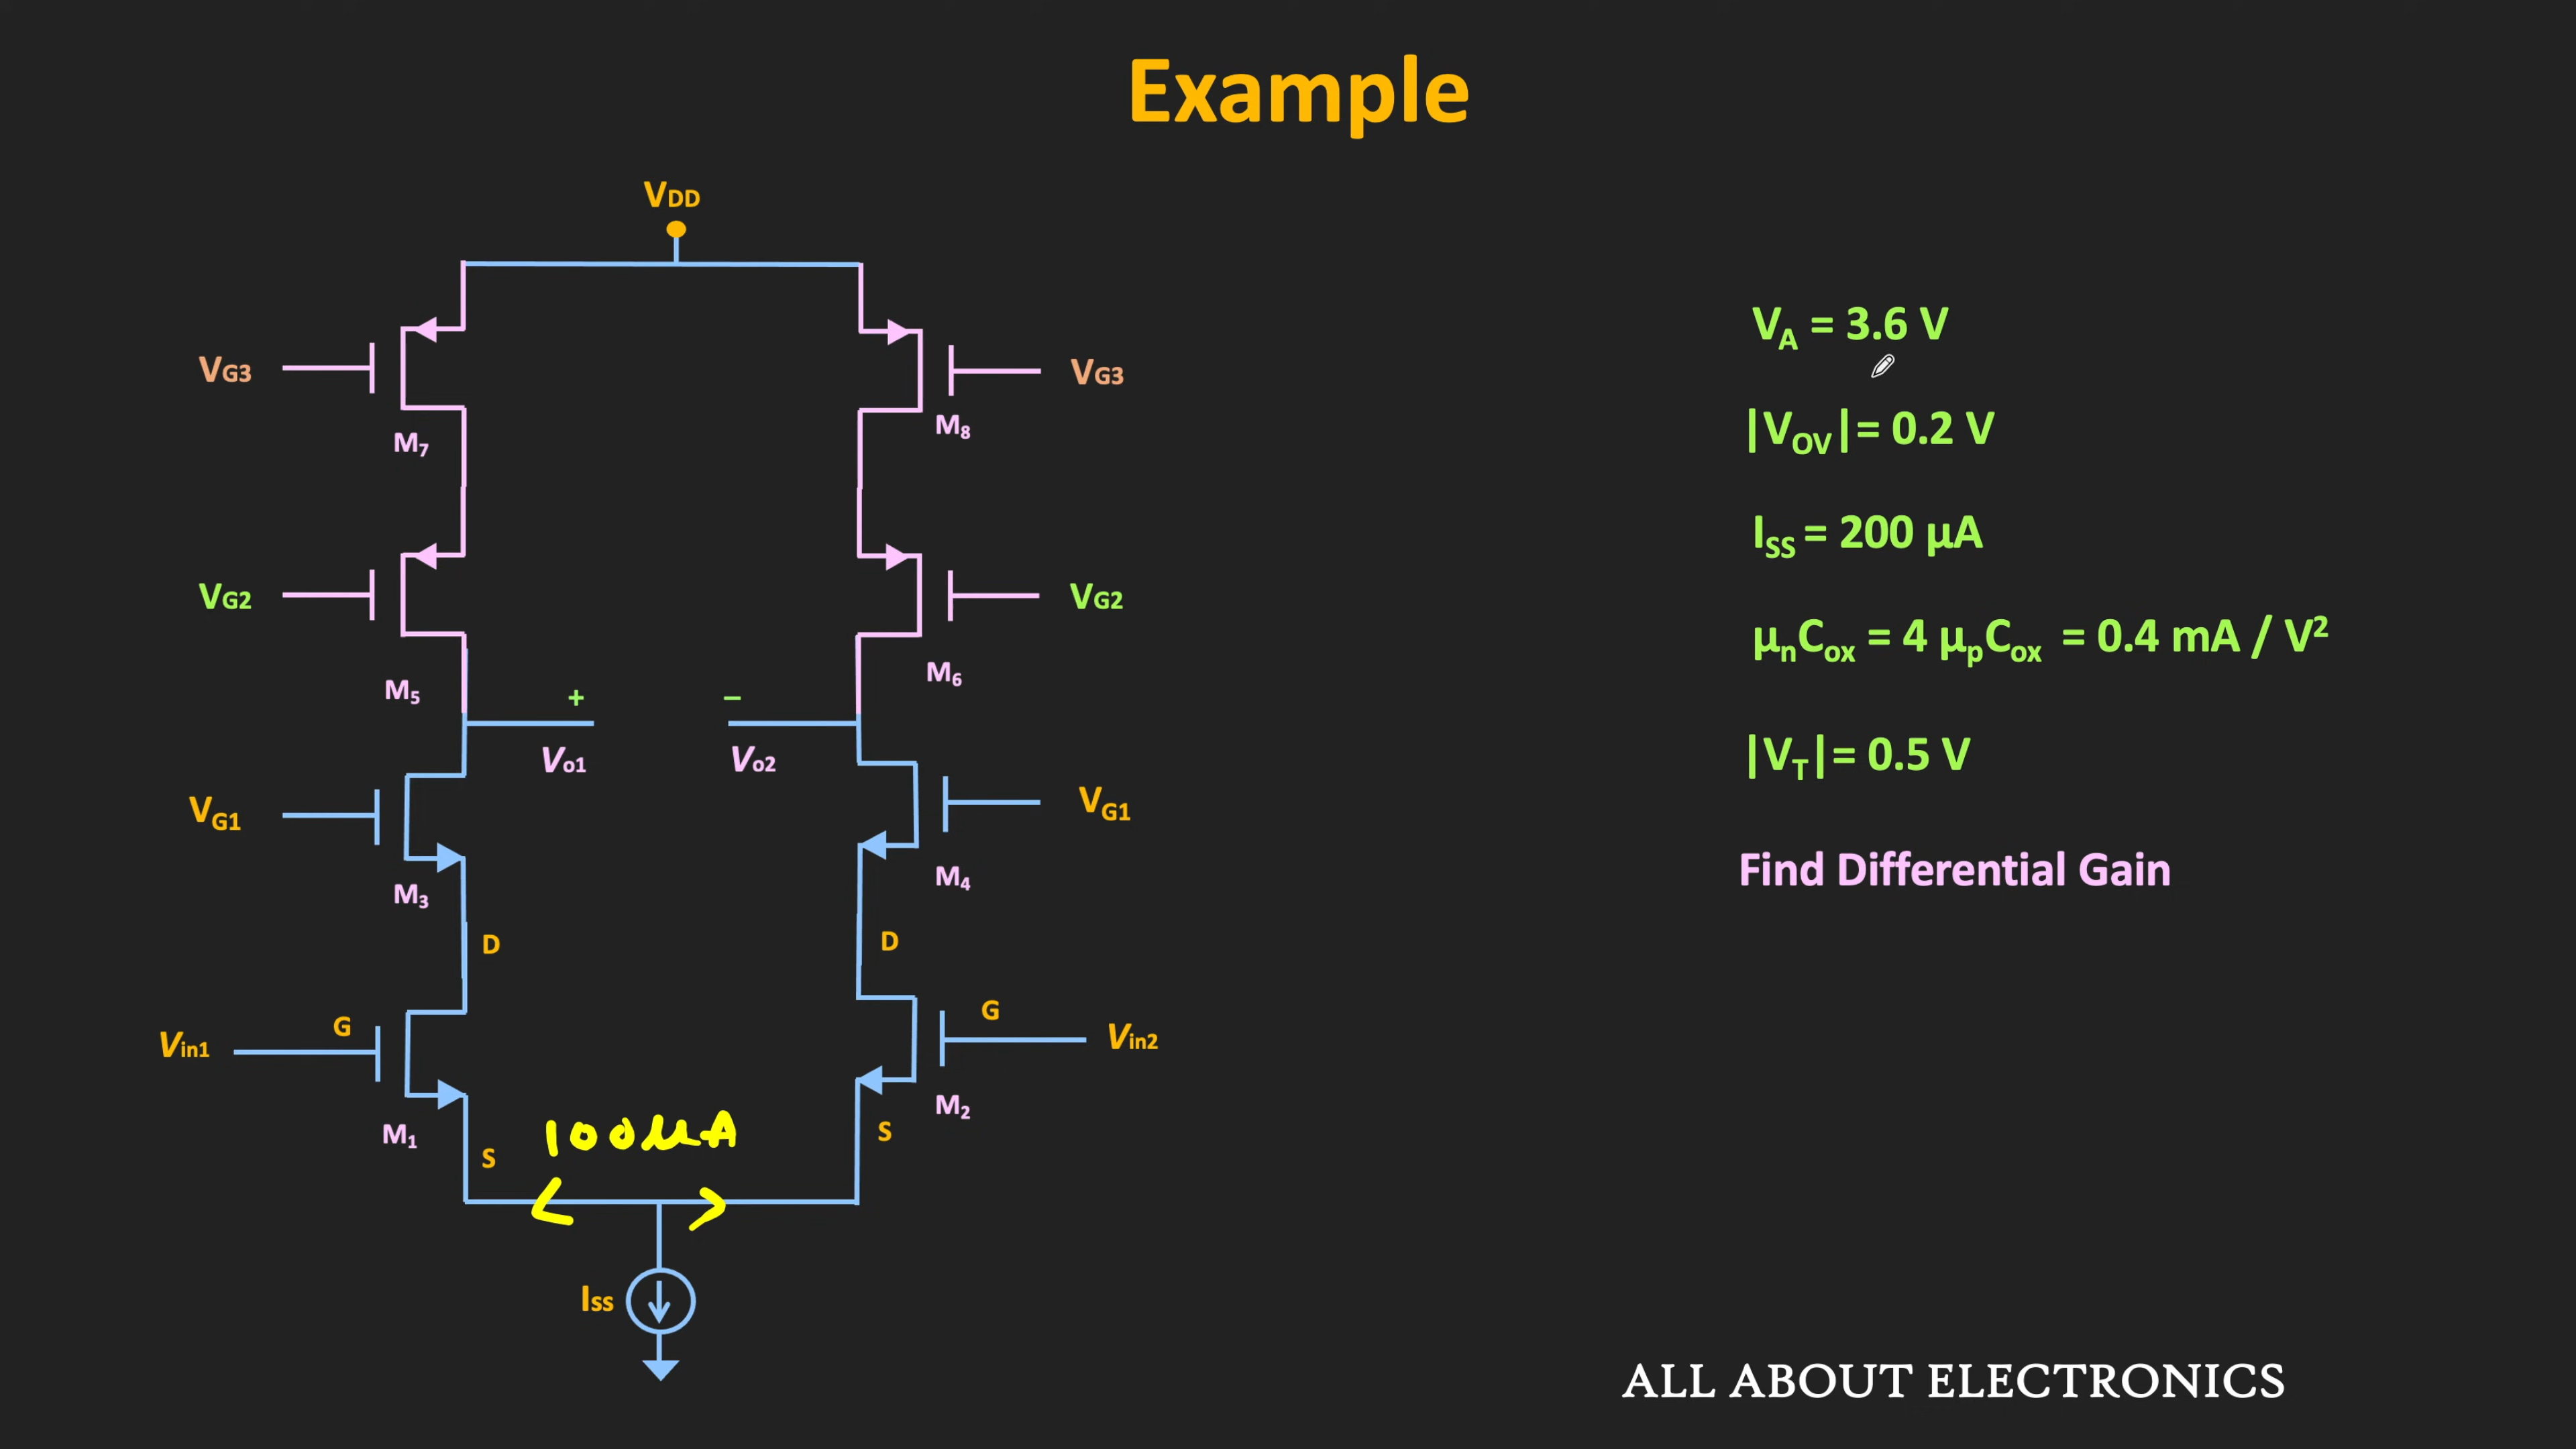 Example
VDD
VG3
VG3
M7
M8
VG2
VG2
M5
M6
+
–
Vo1
Vo2
VG1
VG1
M3
M4
D
D
G
G
Vin1
Vin2
M1
M2
S
S
100μA
Iss
VA = 3.6 V
|VOV|= 0.2 V
ISS = 200 μA
μnCox = 4 μpCox = 0.4 mA / V²
|VT|= 0.5 V
Find Differential Gain
ALL ABOUT ELECTRONICS